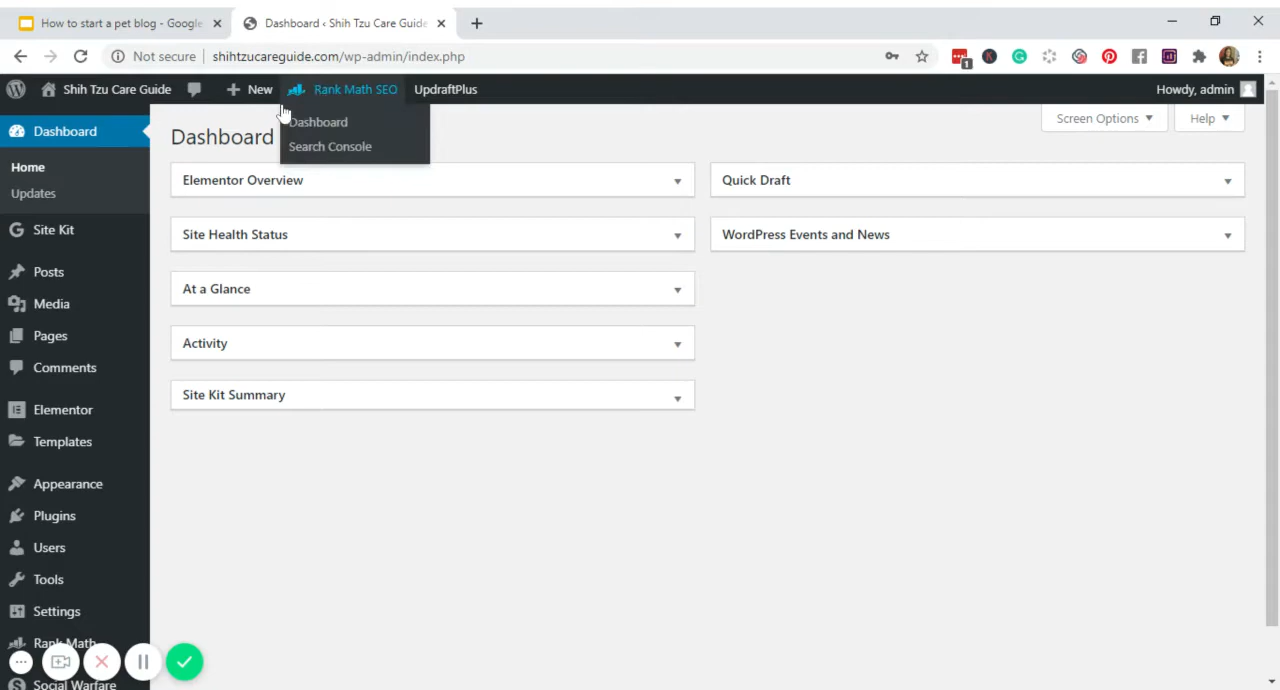 How to start a pet blog - Google
Dashboard ‹ Shih Tzu Care Guide
Not secure shihtzucareguide.com/wp-admin/index.php
1
Shih Tzu Care Guide New Rank Math SEO UpdraftPlus Howdy, admin
Dashboard
Search Console
Screen Options Help
Dashboard
Dashboard
Home
Updates
Site Kit
Posts
Media
Pages
Comments
Elementor
Templates
Appearance
Plugins
Users
Tools
Settings
Rank Math
Social Warfare
Elementor Overview
Site Health Status
At a Glance
Activity
Site Kit Summary
Quick Draft
WordPress Events and News